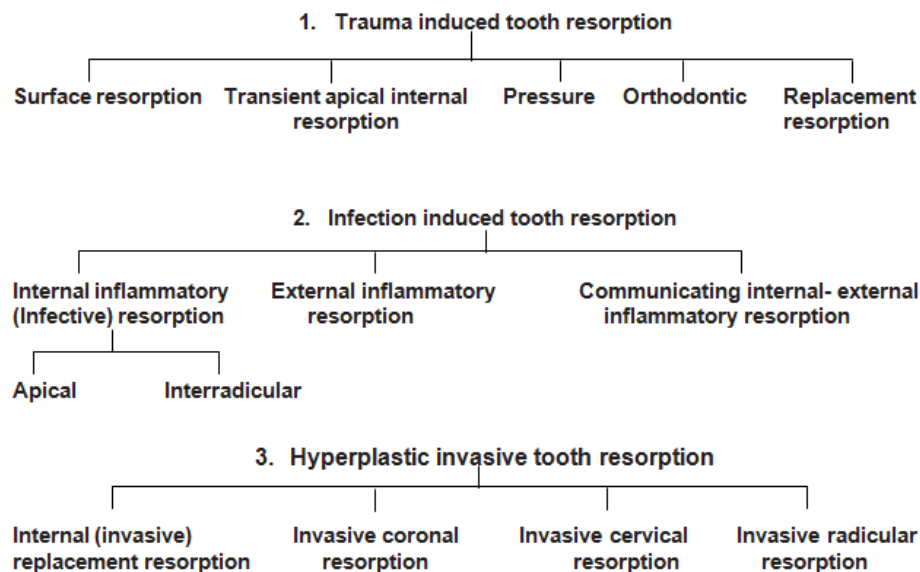 1. Trauma induced tooth resorption
Surface resorption Transient apical internal Pressure Orthodontic Replacement
resorption resorption
2. Infection induced tooth resorption
Internal inflammatory External inflammatory Communicating internal- external
(Infective) resorption resorption inflammatory resorption
Apical Interradicular
3. Hyperplastic invasive tooth resorption
Internal (invasive) Invasive coronal Invasive cervical Invasive radicular
replacement resorption resorption resorption resorption